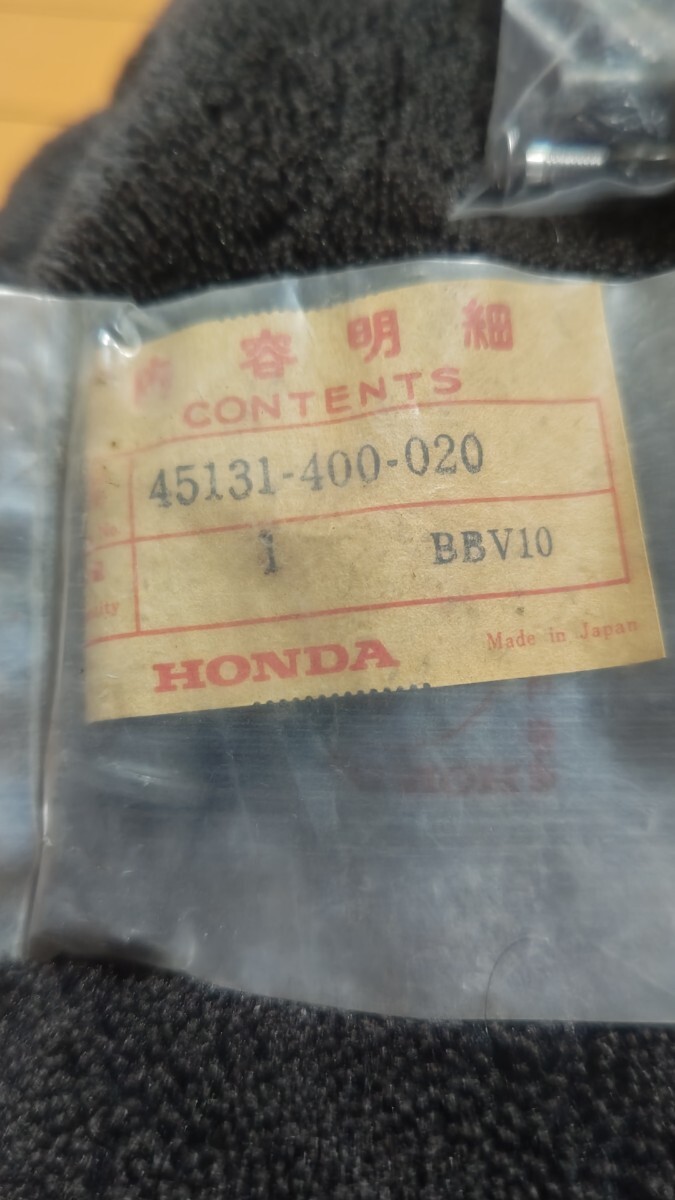 内容明細
CONTENTS
45131-400-020
1 BBV10
HONDA Made in Japan